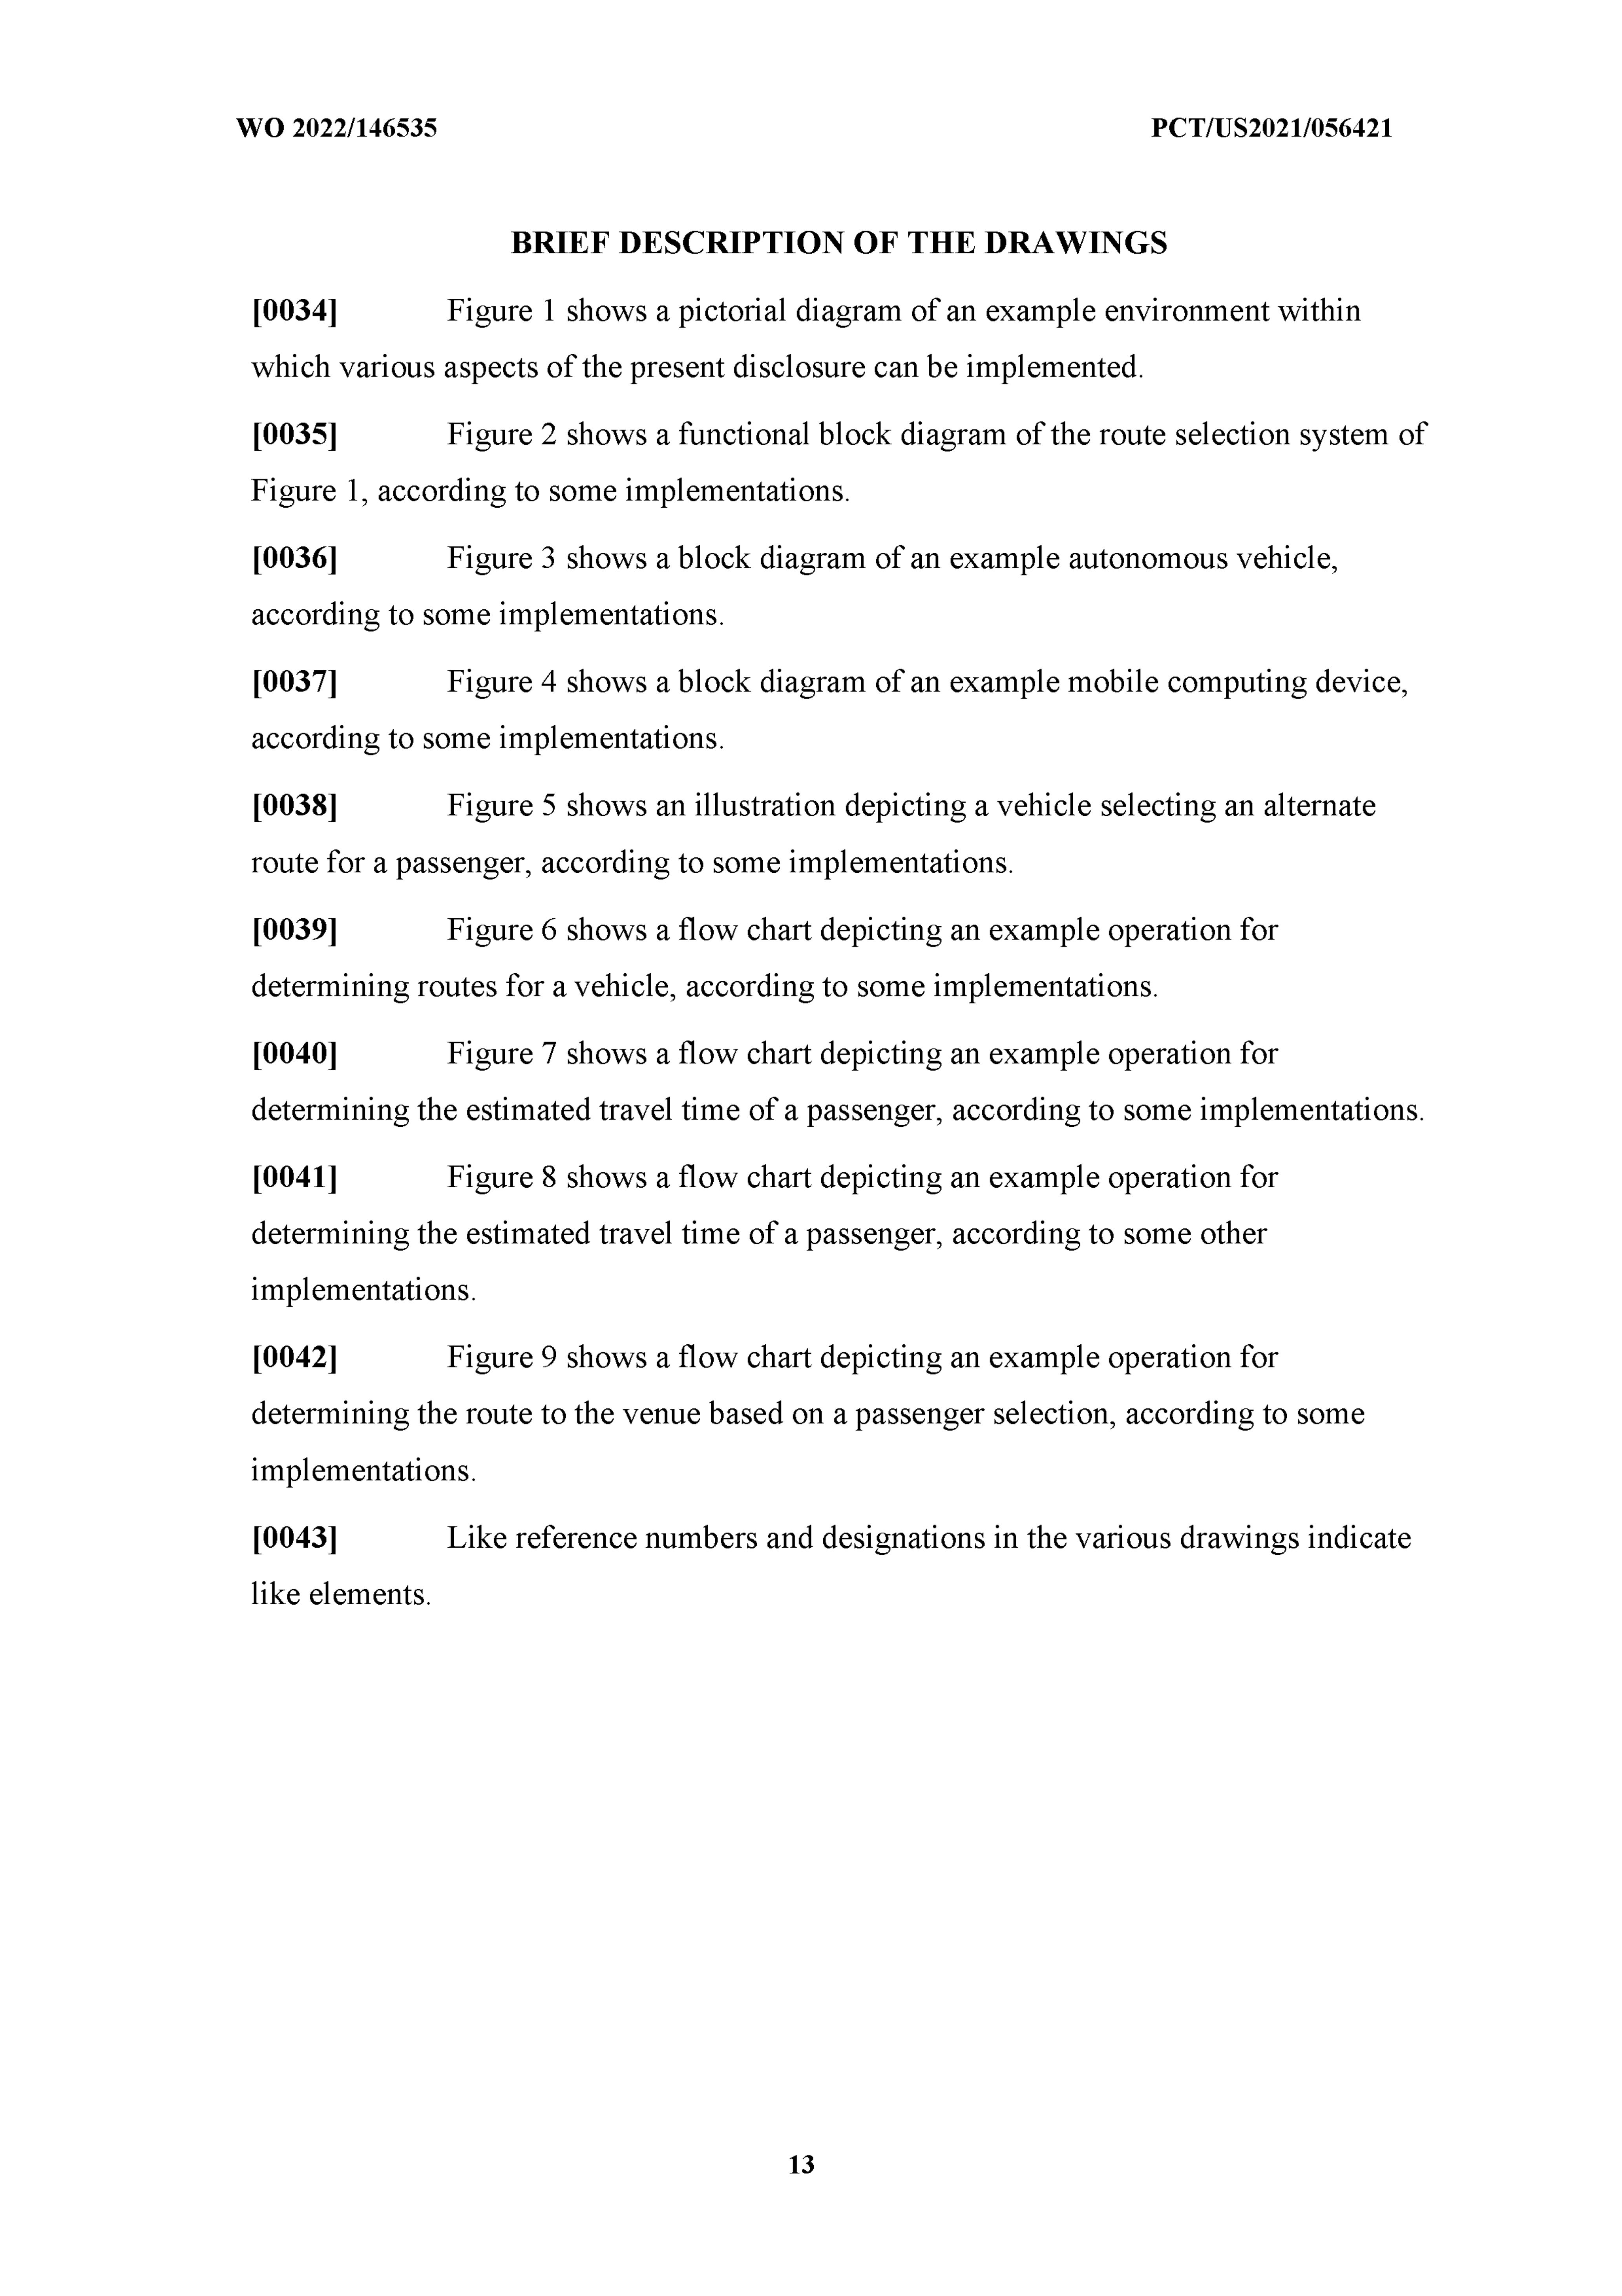 WO 2022/146535 PCT/US2021/056421
BRIEF DESCRIPTION OF THE DRAWINGS
[0034] Figure 1 shows a pictorial diagram of an example environment within
which various aspects of the present disclosure can be implemented.
[0035] Figure 2 shows a functional block diagram of the route selection system of
Figure 1, according to some implementations.
[0036] Figure 3 shows a block diagram of an example autonomous vehicle,
according to some implementations.
[0037] Figure 4 shows a block diagram of an example mobile computing device,
according to some implementations.
[0038] Figure 5 shows an illustration depicting a vehicle selecting an alternate
route for a passenger, according to some implementations.
[0039] Figure 6 shows a flow chart depicting an example operation for
determining routes for a vehicle, according to some implementations.
[0040] Figure 7 shows a flow chart depicting an example operation for
determining the estimated travel time of a passenger, according to some implementations.
[0041] Figure 8 shows a flow chart depicting an example operation for
determining the estimated travel time of a passenger, according to some other
implementations.
[0042] Figure 9 shows a flow chart depicting an example operation for
determining the route to the venue based on a passenger selection, according to some
implementations.
[0043] Like reference numbers and designations in the various drawings indicate
like elements.
13